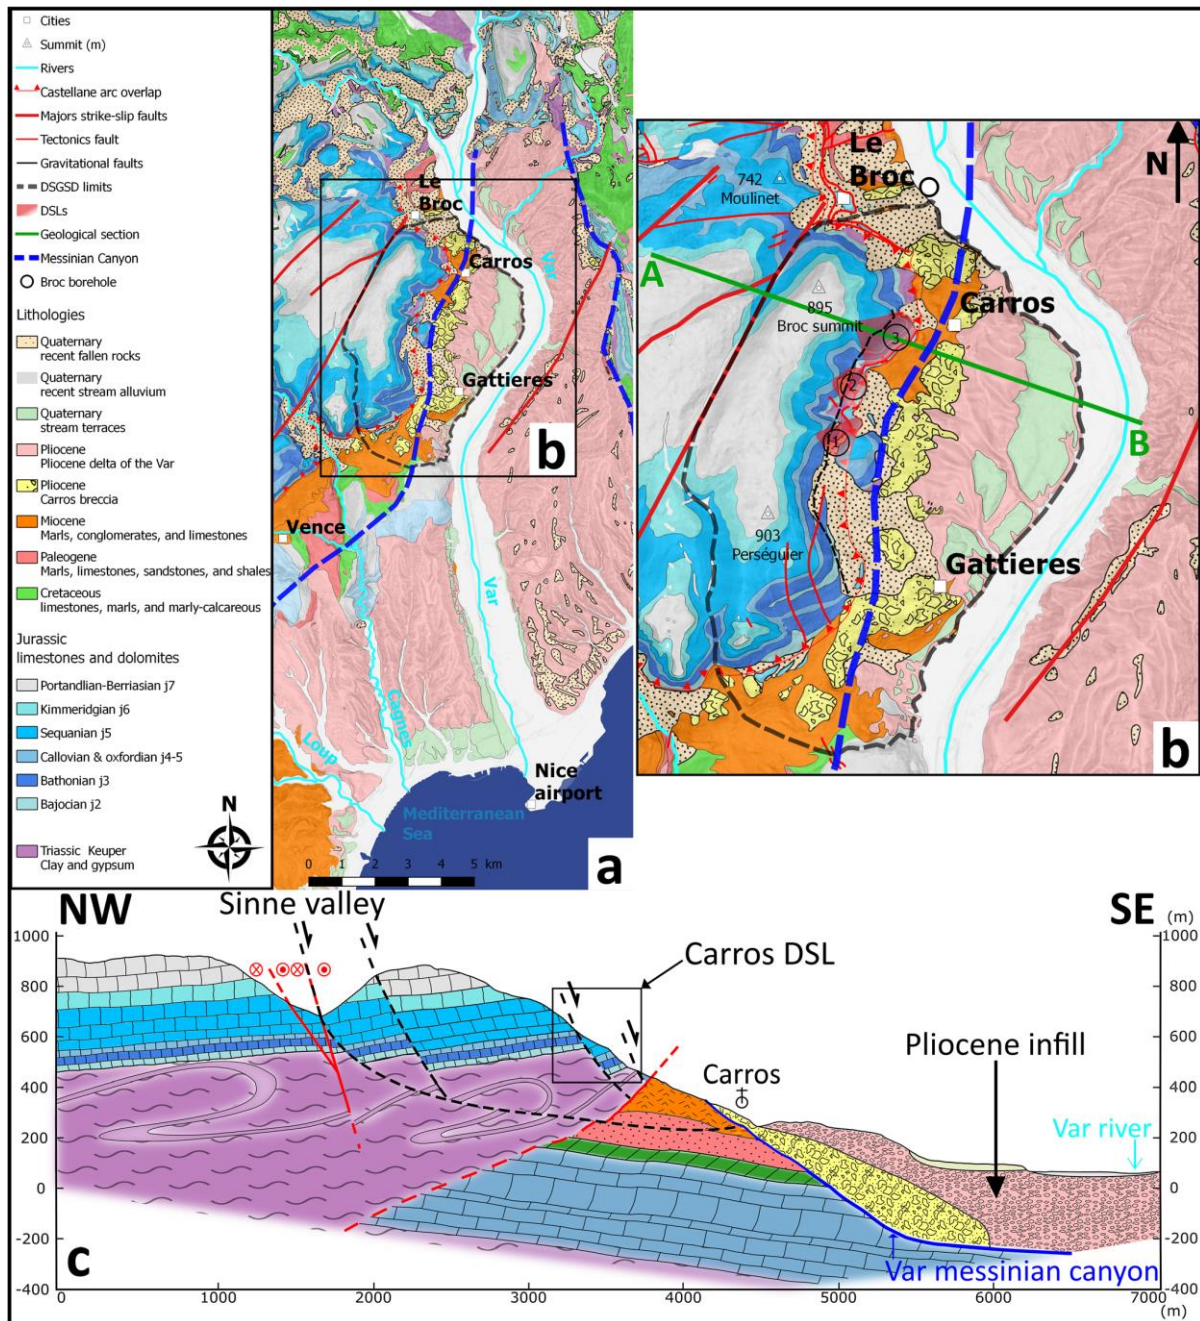 Cities
Summit (m)
Rivers
Castellane arc overlap
Majors strike-slip faults
Tectonics fault
Gravitational faults
DSGSD limits
DSLs
Geological section
Messinian Canyon
Broc borehole
Lithologies
Quaternary
recent fallen rocks
Quaternary
recent stream alluvium
Quaternary
stream terraces
Pliocene
Pliocene delta of the Var
Pliocene
Carros breccia
Miocene
Marls, conglomerates, and limestones
Paleogene
Marls, limestones, sandstones, and shales
Cretaceous
limestones, marls, and marly-calcareous
Jurassic
limestones and dolomites
Portandlian-Berriasian j7
Kimmeridgian j6
Sequanian j5
Callovian & oxfordian j4-5
Bathonian j3
Bajocian j2
Triassic Keuper
Clay and gypsum
N
Le
Broc
Carros
Var
Gattieres
b
Vence
Var
Cagnes
Loup
Nice
airport
Mediterranean
Sea
0 1 2 3 4 5 km
a
Le
Broc
N
742
Moulinet
A
895
Broc summit
Carros
3
2
1
B
903
Perséguier
Gattieres
b
NW
Sinne valley
SE
(m)
1000
800
600
400
200
0
-200
-400
Carros DSL
Carros
Pliocene infill
Var river
Var messinian canyon
c
1000
800
600
400
200
0
-200
-400
0 1000 2000 3000 4000 5000 6000 7000
(m)